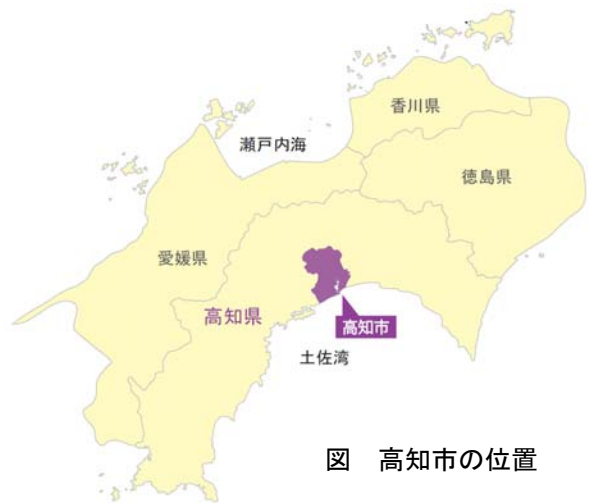 香川県
瀬戸内海
徳島県
愛媛県
高知県
高知市
土佐湾
図　高知市の位置